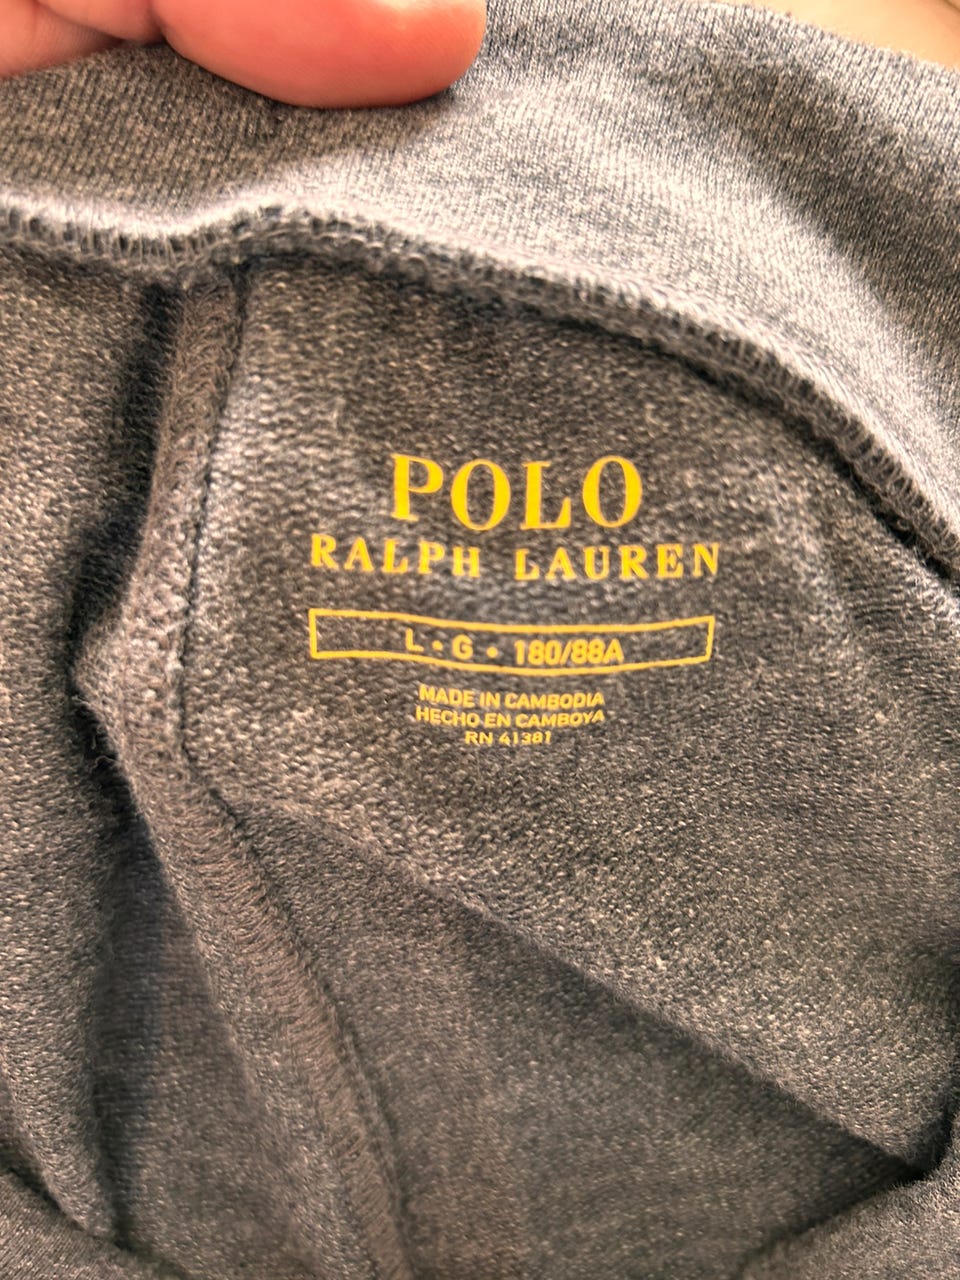 POLO
RALPH LAUREN
L • G • 180/88A
MADE IN CAMBODIA
HECHO EN CAMBOYA
RN 41381